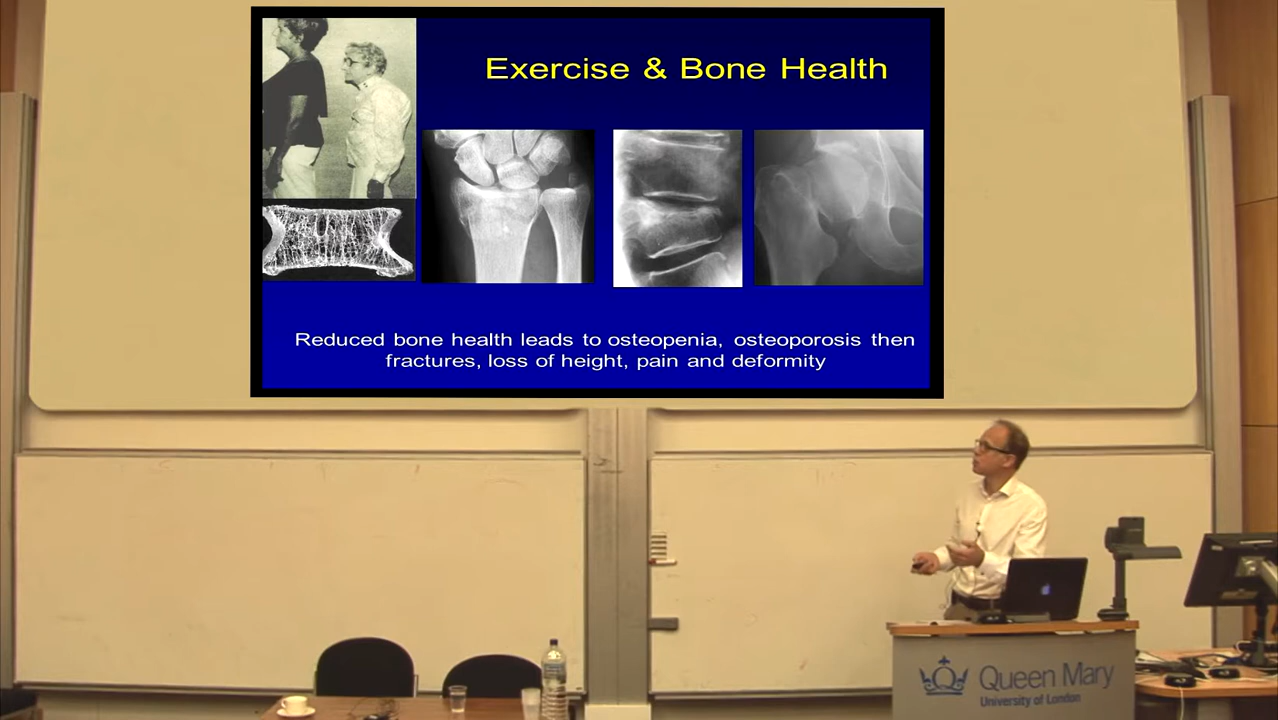 Exercise & Bone Health
Reduced bone health leads to osteopenia, osteoporosis then
fractures, loss of height, pain and deformity
Queen Mary
University of London